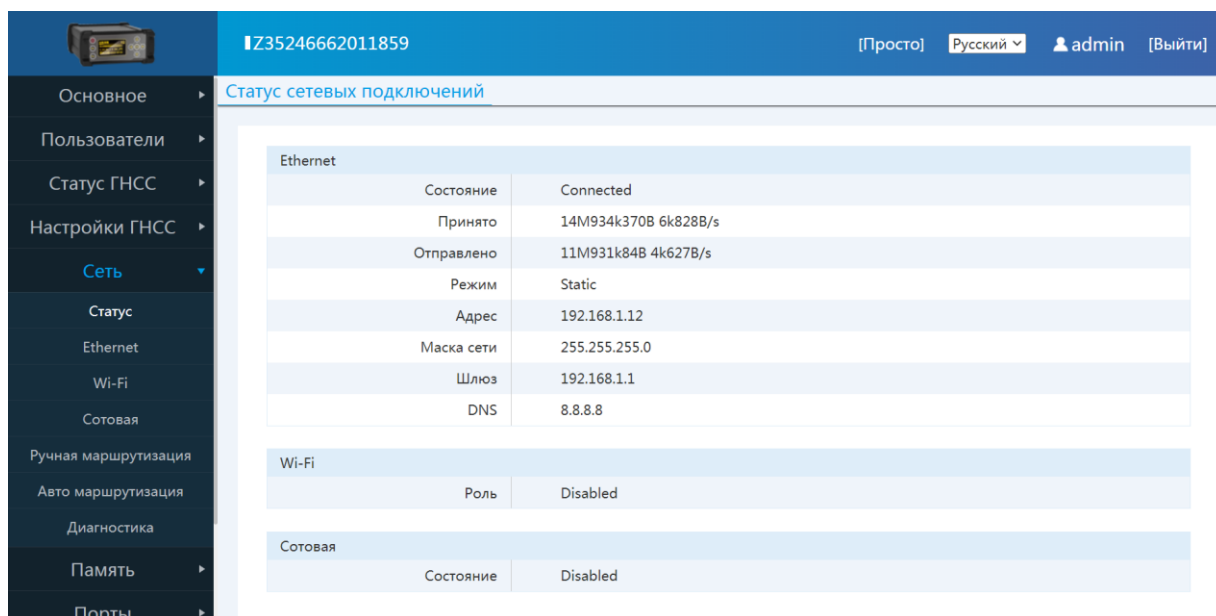 Z35246662011859
[Просто] Русский admin [Выйти]
Основное
Пользователи
Статус ГНСС
Настройки ГНСС
Сеть
Статус
Ethernet
Wi-Fi
Сотовая
Ручная маршрутизация
Авто маршрутизация
Диагностика
Память
Порты
Статус сетевых подключений
Ethernet
Состояние Connected
Принято 14M934k370B 6k828B/s
Отправлено 11M931k84B 4k627B/s
Режим Static
Адрес 192.168.1.12
Маска сети 255.255.255.0
Шлюз 192.168.1.1
DNS 8.8.8.8
Wi-Fi
Роль Disabled
Сотовая
Состояние Disabled